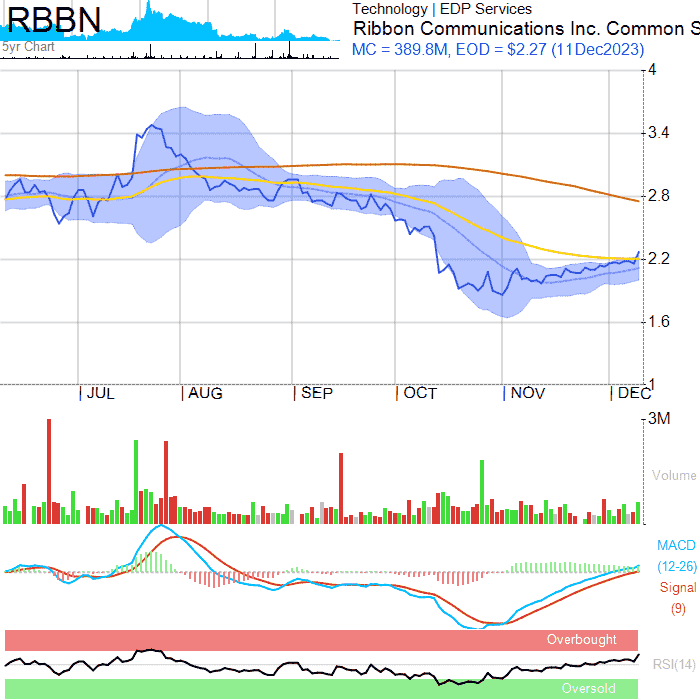 RBBN
5yr Chart
Technology | EDP Services
Ribbon Communications Inc. Common S
MC = 389.8M, EOD = $2.27 (11Dec2023)
4
3.4
2.8
2.2
1.6
1
JUL AUG SEP OCT NOV DEC
3M
Volume
MACD
(12-26)
Signal
(9)
Overbought
RSI(14)
Oversold